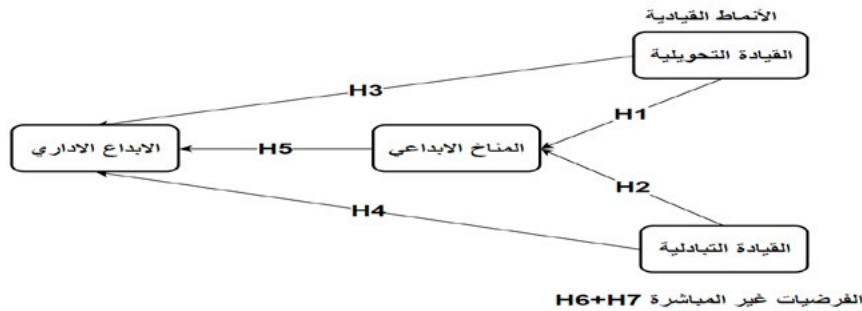 الأنماط القيادية
القيادة التحويلية
H3
H1
الابداع الاداري
H5
المناخ الابداعي
H2
H4
القيادة التبادلية
الفرضيات غير المباشرة H6+H7